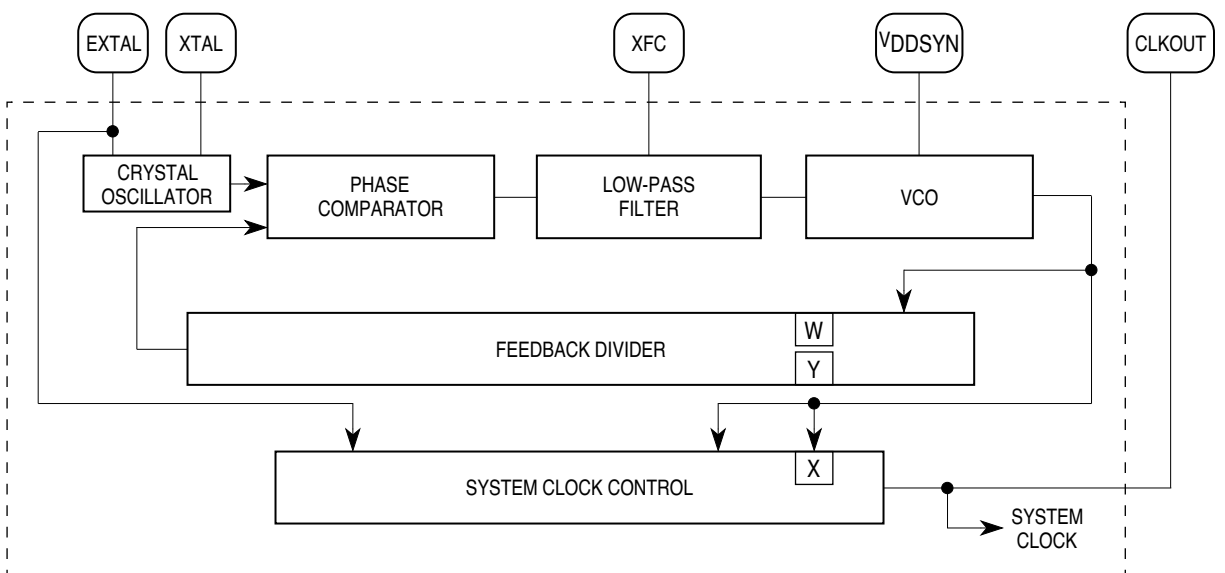 EXTAL
XTAL
XFC
VDDSYN
CLKOUT
CRYSTAL
OSCILLATOR
PHASE
COMPARATOR
LOW-PASS
FILTER
VCO
W
FEEDBACK DIVIDER
Y
X
SYSTEM CLOCK CONTROL
SYSTEM
CLOCK